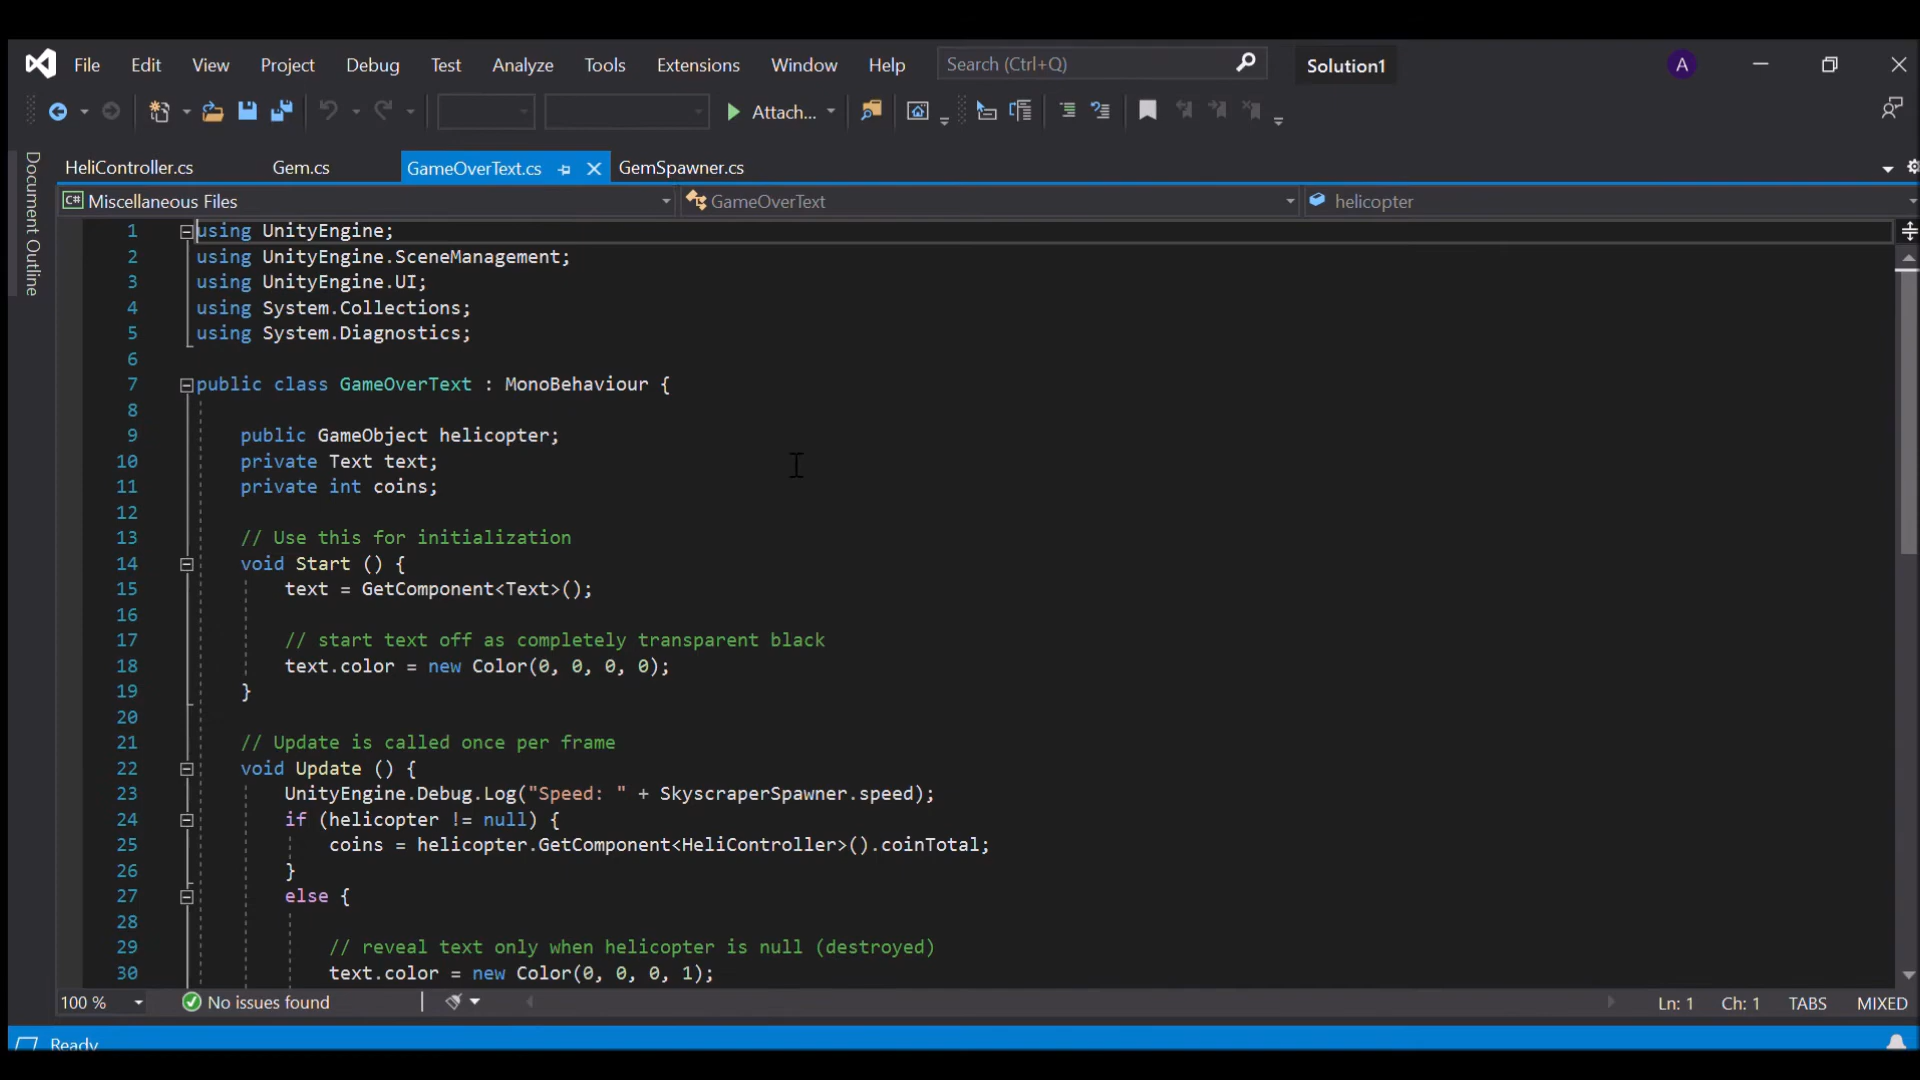 File Edit View Project Debug Test Analyze Tools Extensions Window Help Search (Ctrl+Q) Solution1 A
Attach...
HeliController.cs Gem.cs GameOverText.cs GemSpawner.cs
Document Outline
C# Miscellaneous Files GameOverText helicopter
1 using UnityEngine;
2 using UnityEngine.SceneManagement;
3 using UnityEngine.UI;
4 using System.Collections;
5 using System.Diagnostics;
6
7 public class GameOverText : MonoBehaviour {
8
9 public GameObject helicopter;
10 private Text text;
11 private int coins;
12
13 // Use this for initialization
14 void Start () {
15 text = GetComponent<Text>();
16
17 // start text off as completely transparent black
18 text.color = new Color(0, 0, 0, 0);
19 }
20
21 // Update is called once per frame
22 void Update () {
23 UnityEngine.Debug.Log("Speed: " + SkyscraperSpawner.speed);
24 if (helicopter != null) {
25 coins = helicopter.GetComponent<HeliController>().coinTotal;
26 }
27 else {
28
29 // reveal text only when helicopter is null (destroyed)
30 text.color = new Color(0, 0, 0, 1);
100 % No issues found Ln: 1 Ch: 1 TABS MIXED
Ready